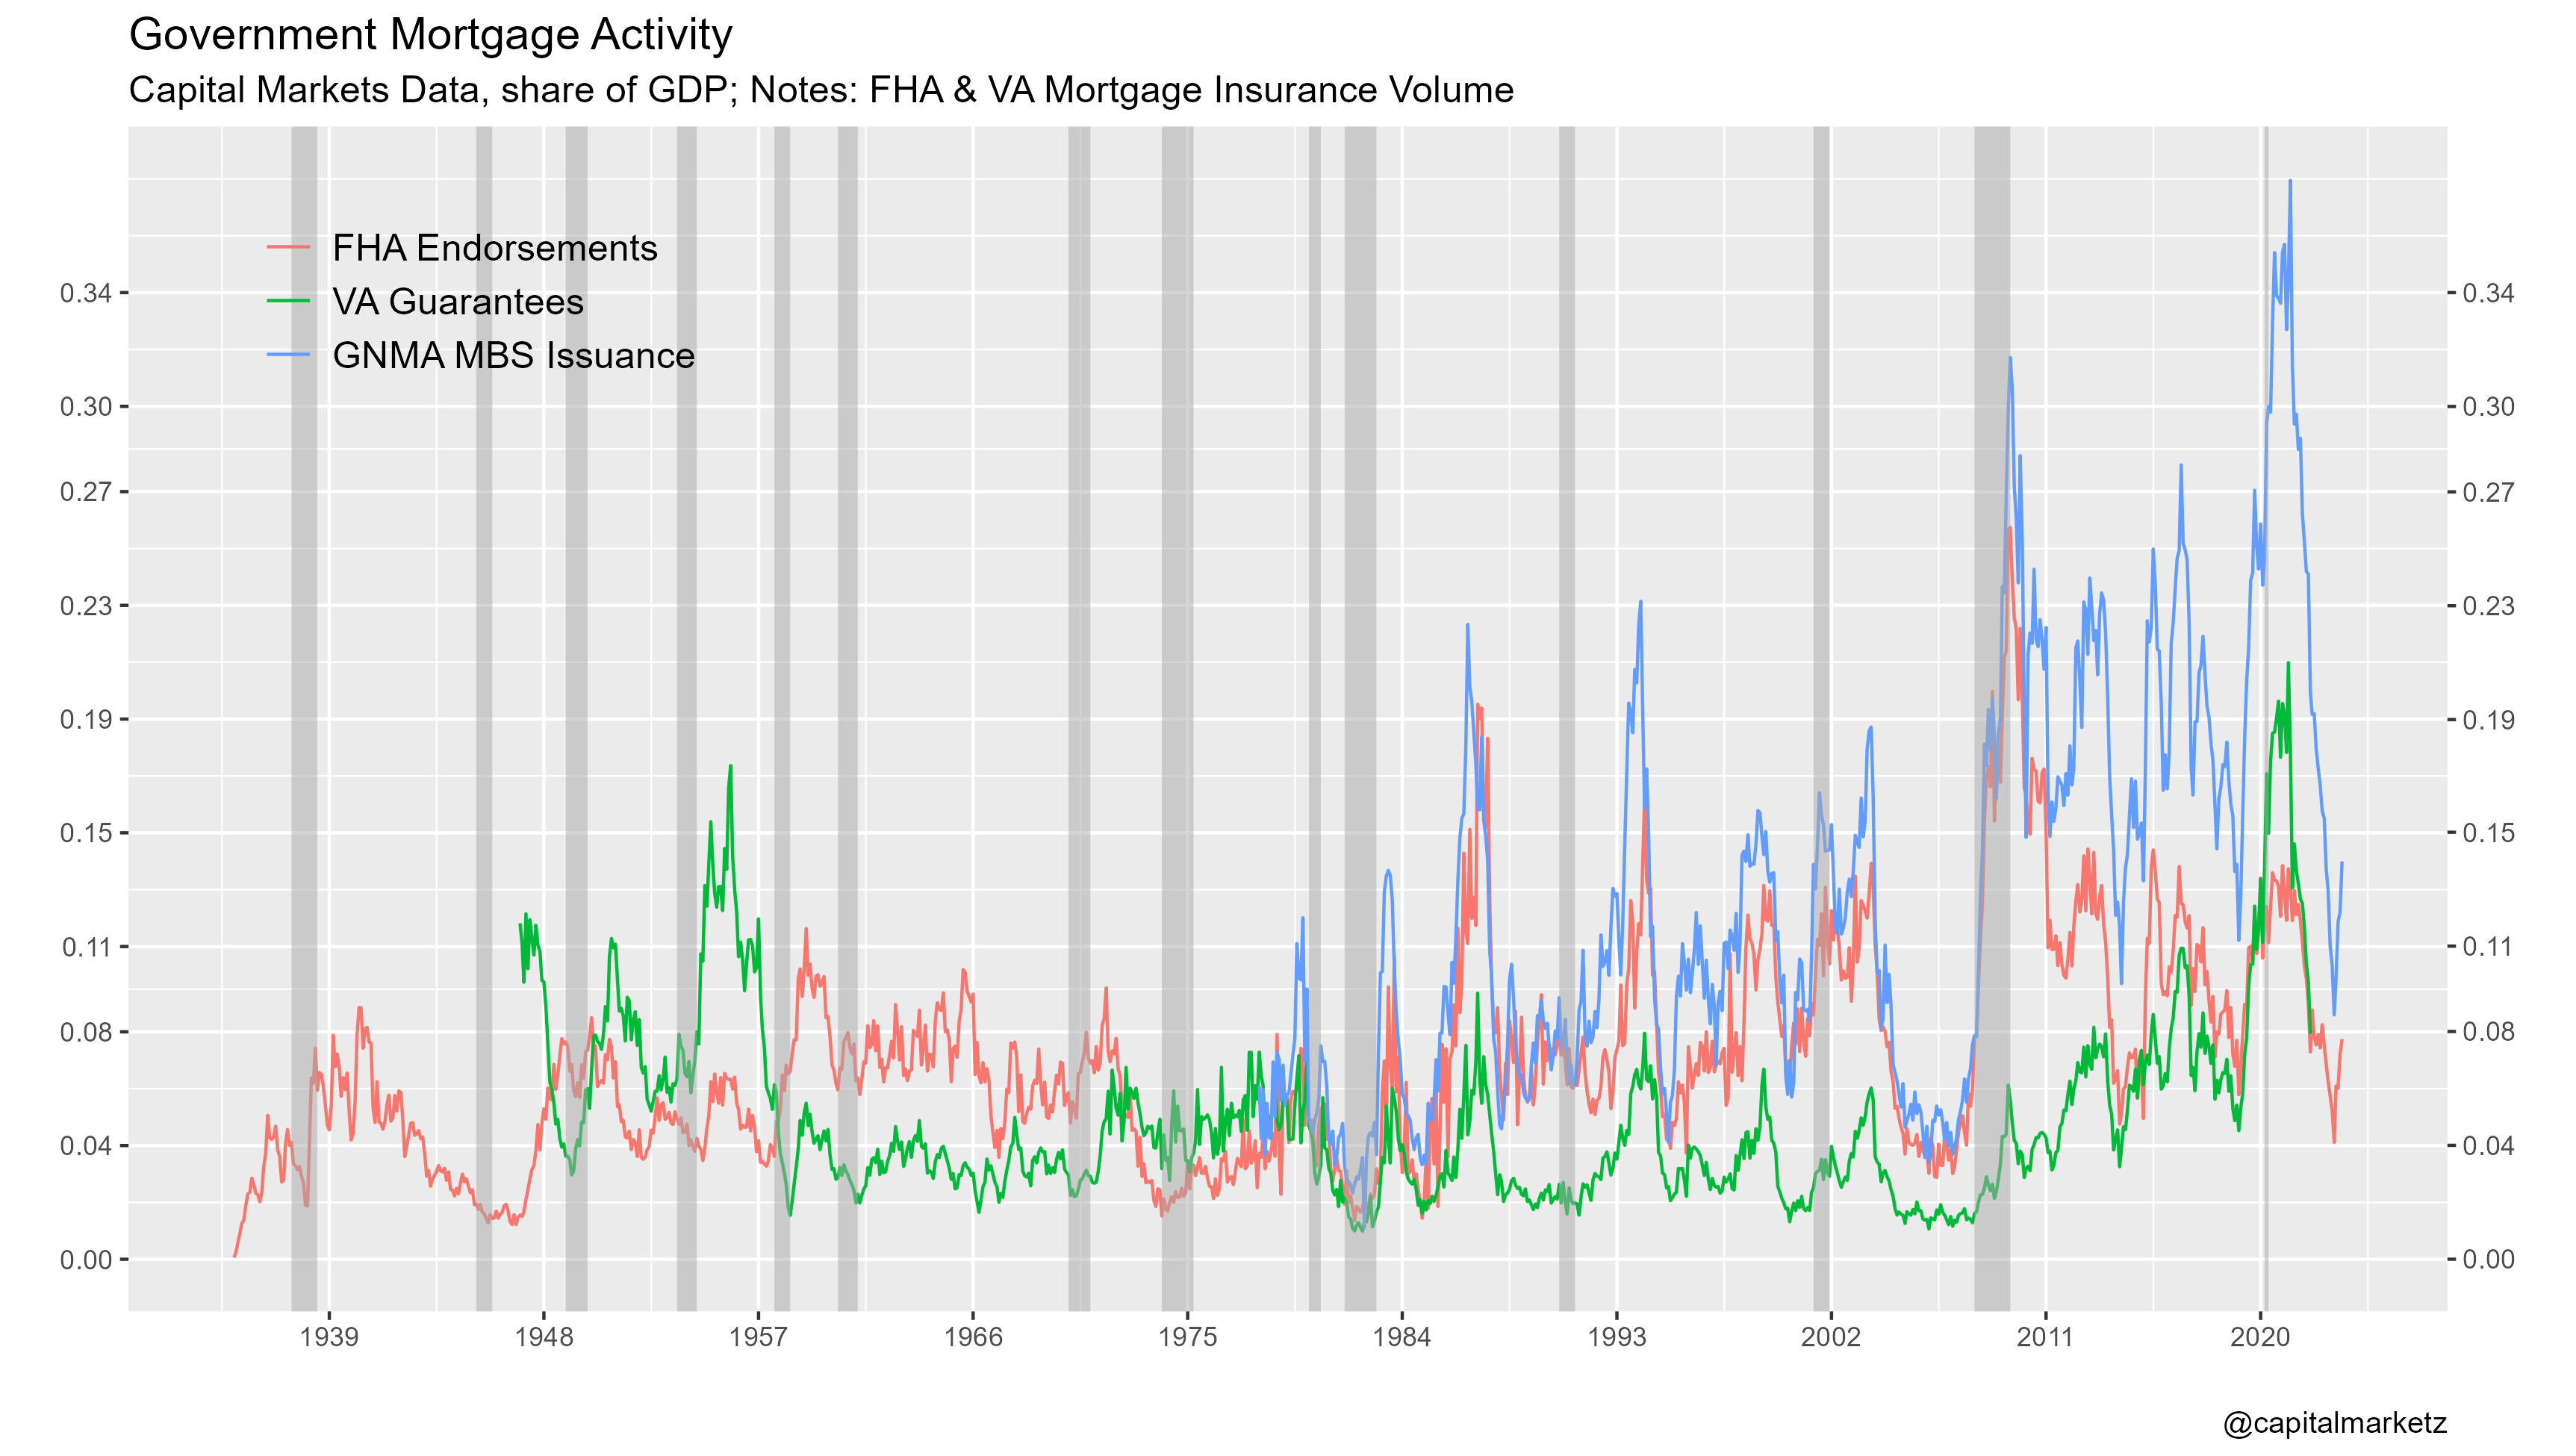 Government Mortgage Activity
Capital Markets Data, share of GDP; Notes: FHA & VA Mortgage Insurance Volume
FHA Endorsements
VA Guarantees
GNMA MBS Issuance
0.34 0.34
0.30 0.30
0.27 0.27
0.23 0.23
0.19 0.19
0.15 0.15
0.11 0.11
0.08 0.08
0.04 0.04
0.00 0.00
1939 1948 1957 1966 1975 1984 1993 2002 2011 2020
@capitalmarketz